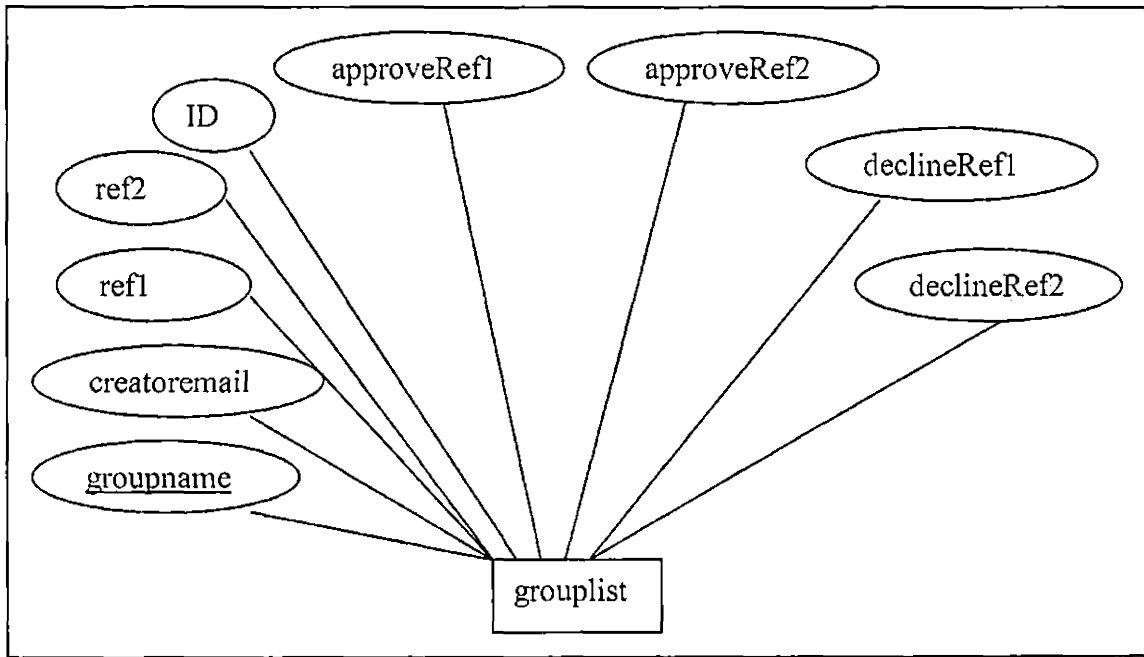 approveRef1
approveRef2
ID
declineRef1
ref2
ref1
declineRef2
creatoremail
groupname
grouplist